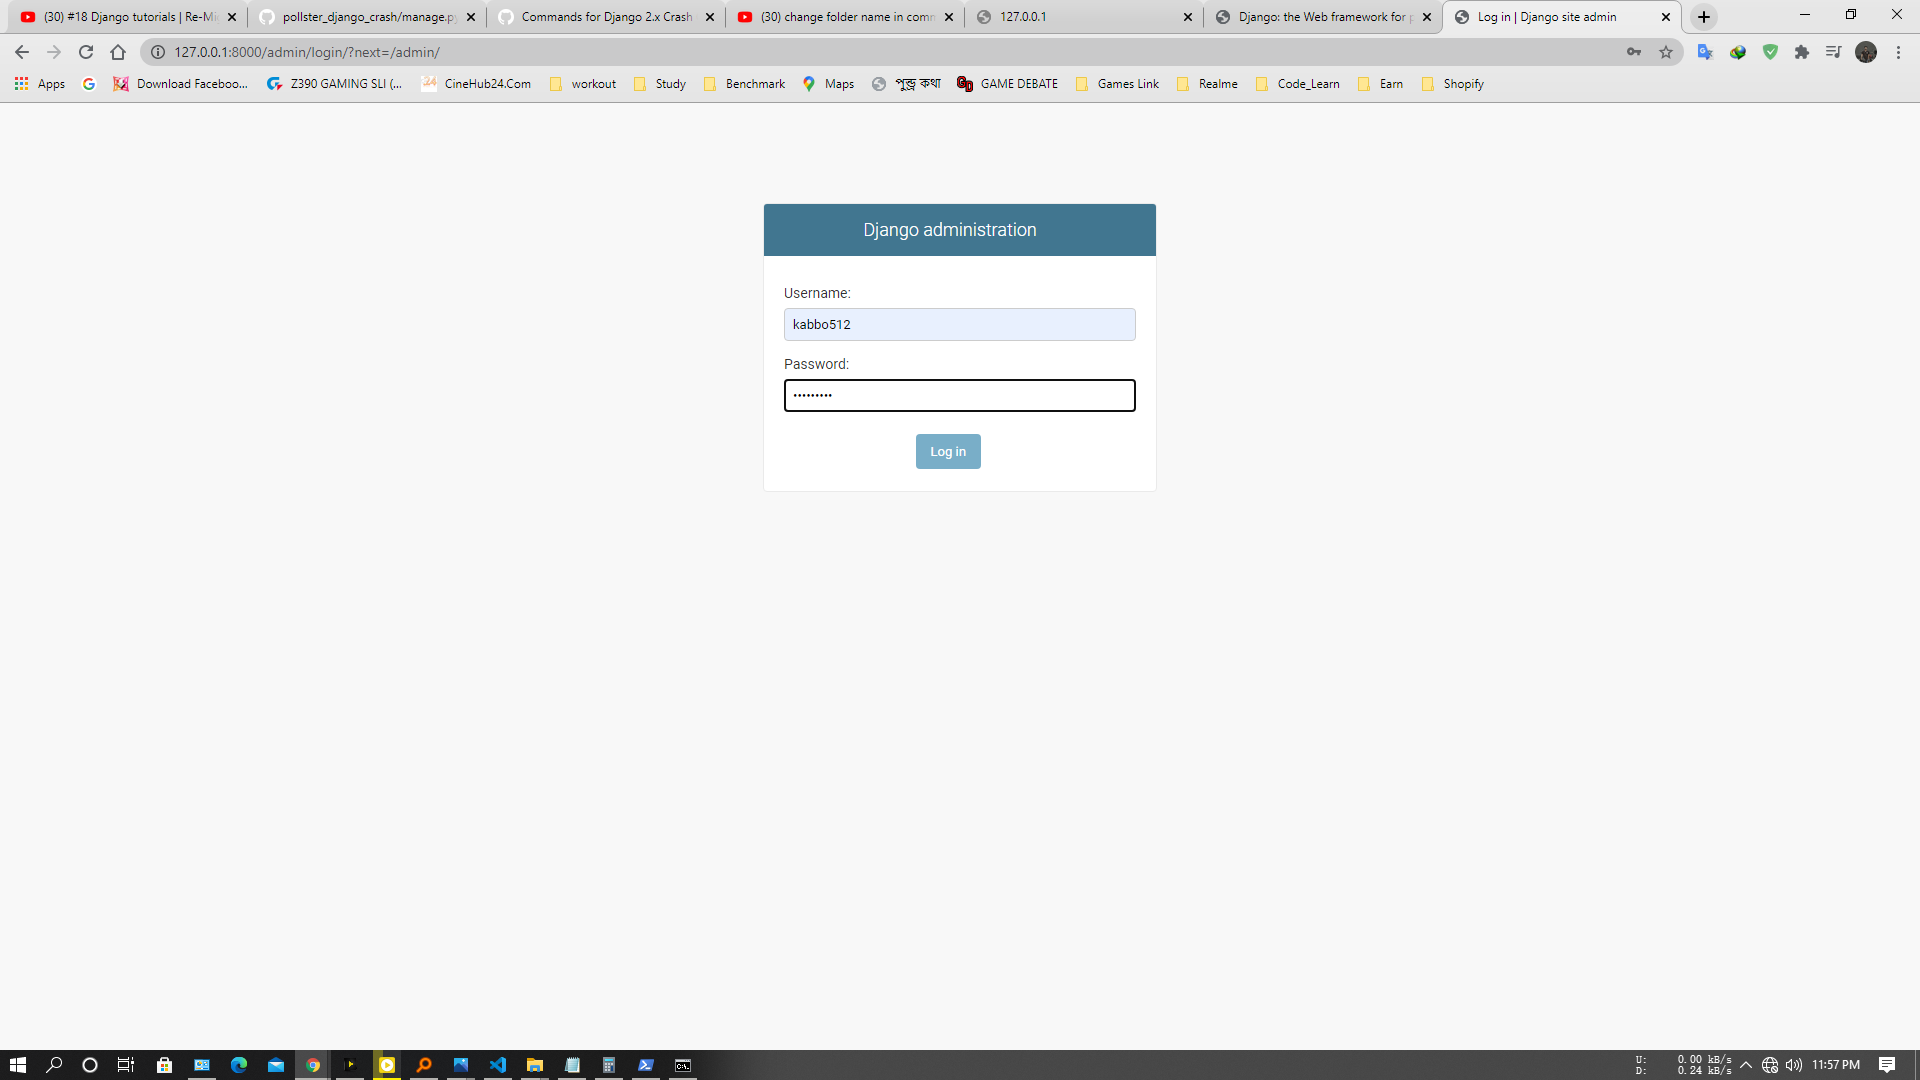 (30) #18 Django tutorials | Re-Mi
pollster_django_crash/manage.py
Commands for Django 2.x Crash
(30) change folder name in comm
127.0.0.1
Django: the Web framework for p
Log in | Django site admin
127.0.0.1:8000/admin/login/?next=/admin/
Apps
Download Faceboo...
Z390 GAMING SLI (...
CineHub24.Com
workout
Study
Benchmark
Maps
পুন্ড্র কথা
GAME DEBATE
Games Link
Realme
Code_Learn
Earn
Shopify
Django administration
Username:
kabbo512
Password:
•••••••••
Log in
U: 0.00 kB/s
D: 0.24 kB/s
11:57 PM